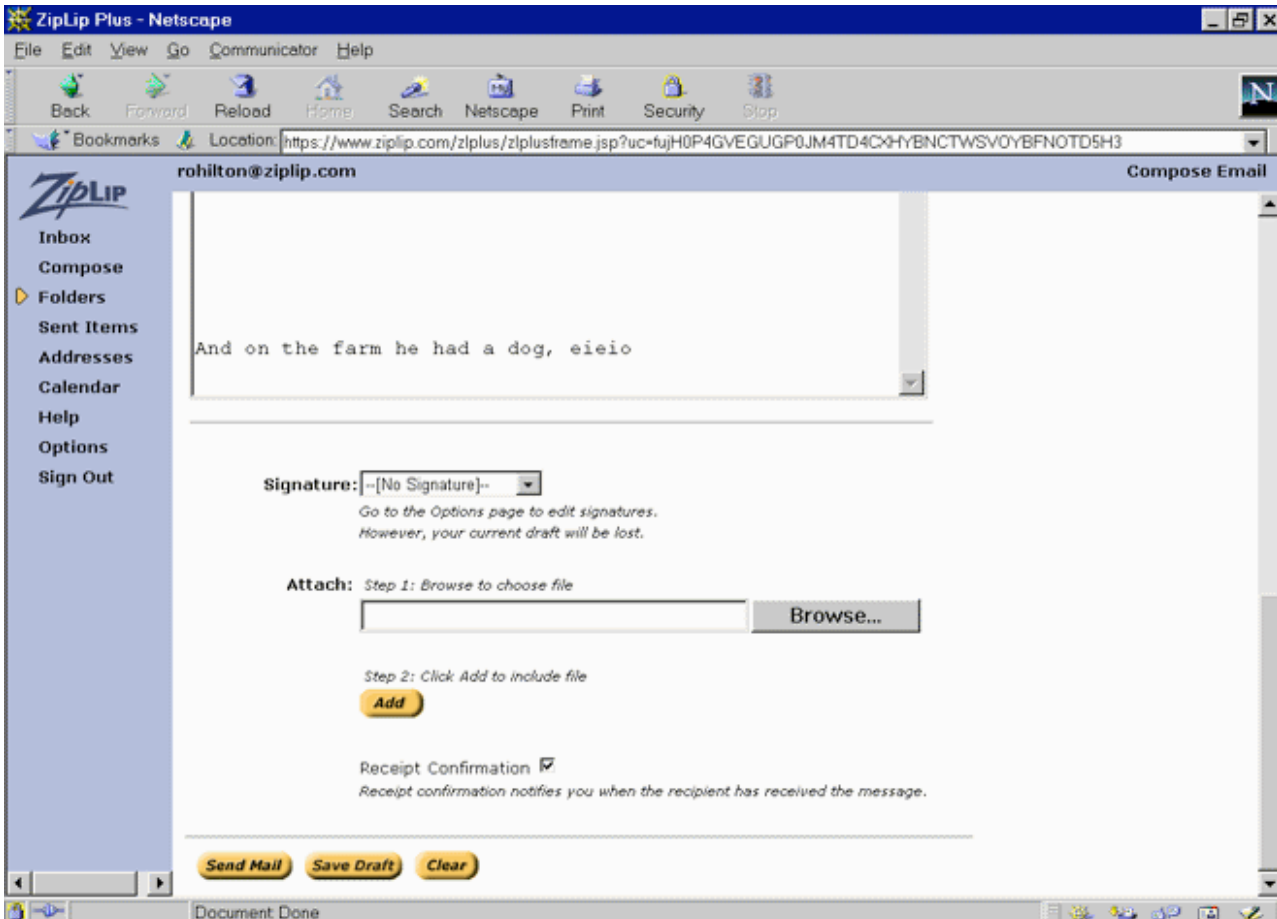 ZipLip Plus - Netscape
File Edit View Go Communicator Help
Back Forward Reload Home Search Netscape Print Security Stop
N
Bookmarks Location: https://www.ziplip.com/zlplus/zlplusframe.jsp?uc=fujH0P4GVEGUGP0JM4TD4CXHYBNCTWSVOYBFNOTD5H3
ZipLip
rohilton@ziplip.com Compose Email
Inbox
Compose
Folders
Sent Items
Addresses
Calendar
Help
Options
Sign Out
And on the farm he had a dog, eieio
Signature: --[No Signature]--
Go to the Options page to edit signatures.
However, your current draft will be lost.
Attach: Step 1: Browse to choose file
Browse...
Step 2: Click Add to include file
Add
Receipt Confirmation
Receipt confirmation notifies you when the recipient has received the message.
Send Mail Save Draft Clear
Document Done